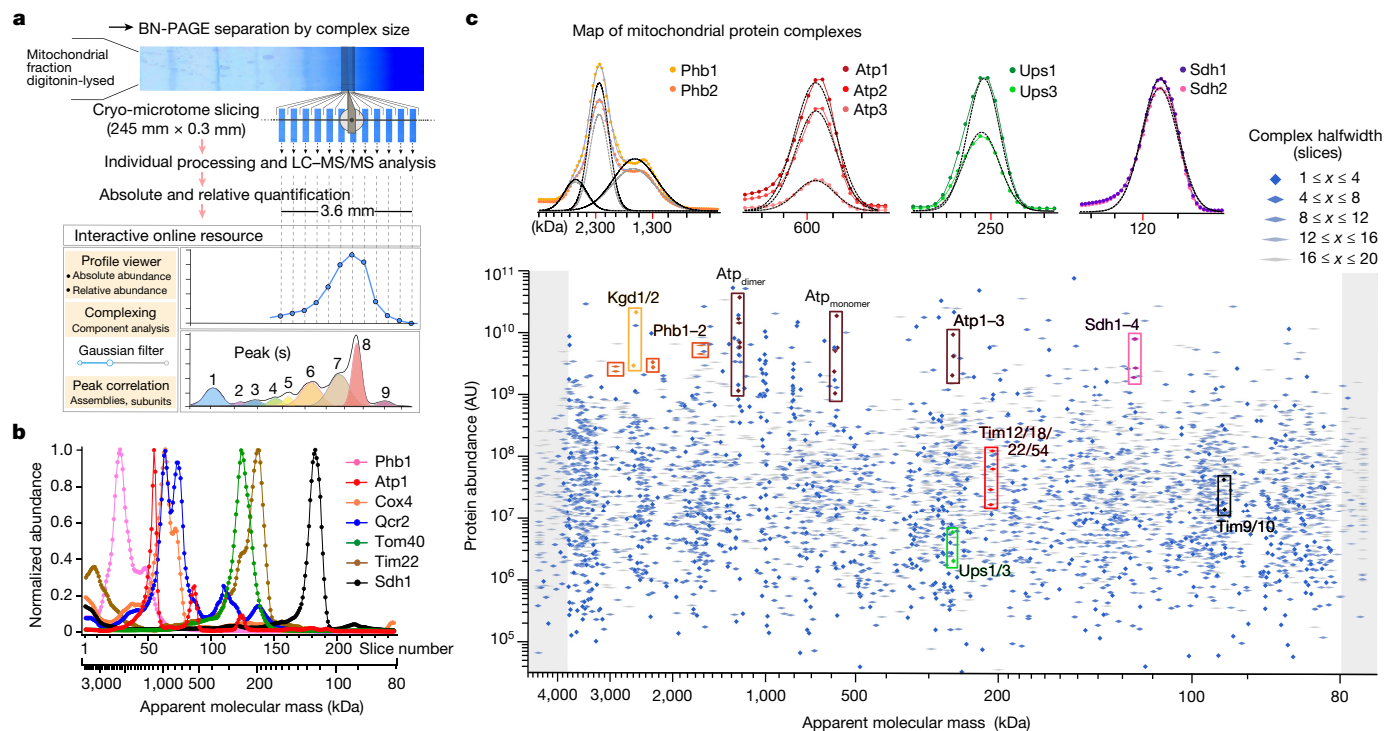 a
BN-PAGE separation by complex size
Mitochondrial
fraction
digitonin-lysed
Cryo-microtome slicing
(245 mm × 0.3 mm)
Individual processing and LC–MS/MS analysis
Absolute and relative quantification
3.6 mm
Interactive online resource
Profile viewer
• Absolute abundance
• Relative abundance
Complexing
Component analysis
Gaussian filter
Peak correlation
Assemblies, subunits
Peak (s)
1 2 3 4 5 6 7 8 9
b
Normalized abundance
1.0
0.8
0.6
0.4
0.2
0
Phb1
Atp1
Cox4
Qcr2
Tom40
Tim22
Sdh1
1 50 100 150 200 Slice number
3,000 1,000 500 200 100 80
Apparent molecular mass (kDa)
c
Map of mitochondrial protein complexes
Phb1
Phb2
(kDa) 2,300 1,300
Atp1
Atp2
Atp3
600
Ups1
Ups3
250
Sdh1
Sdh2
120
Complex halfwidth
(slices)
1 ≤ x ≤ 4
4 ≤ x ≤ 8
8 ≤ x ≤ 12
12 ≤ x ≤ 16
16 ≤ x ≤ 20
Protein abundance (AU)
10¹¹
10¹⁰
10⁹
10⁸
10⁷
10⁶
10⁵
Kgd1/2
Phb1–2
Atp dimer
Atp monomer
Atp1–3
Sdh1–4
Tim12/18/
22/54
Ups1/3
Tim9/10
4,000 3,000 2,000 1,000 500 200 100 80
Apparent molecular mass (kDa)